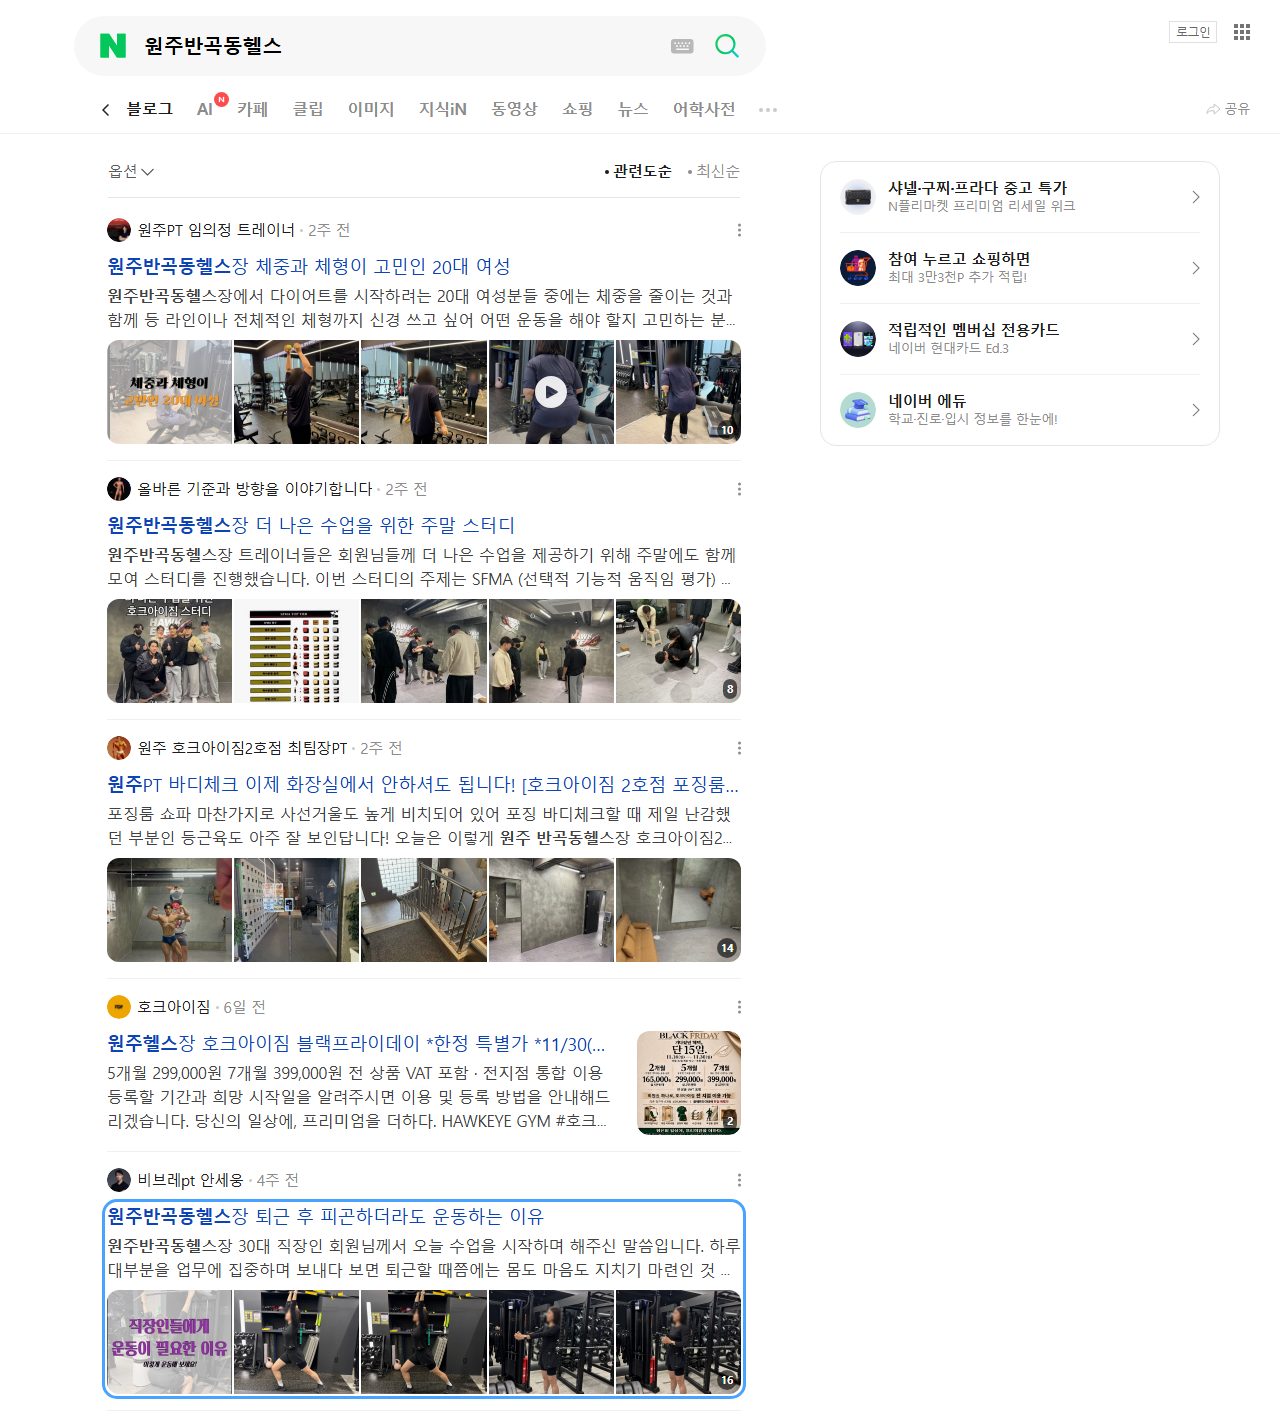 원주반곡동헬스
로그인
블로그 AI N 카페 클립 이미지 지식iN 동영상 쇼핑 뉴스 어학사전
공유
옵션
• 관련도순 • 최신순
원주PT 임의정 트레이너 · 2주 전
원주반곡동헬스장 체중과 체형이 고민인 20대 여성
원주반곡동헬스장에서 다이어트를 시작하려는 20대 여성분들 중에는 체중을 줄이는 것과
함께 등 라인이나 전체적인 체형까지 신경 쓰고 싶어 어떤 운동을 해야 할지 고민하는 분...
체중과 체형이
고민인 20대 여성
10
올바른 기준과 방향을 이야기합니다 · 2주 전
원주반곡동헬스장 더 나은 수업을 위한 주말 스터디
원주반곡동헬스장 트레이너들은 회원님들께 더 나은 수업을 제공하기 위해 주말에도 함께
모여 스터디를 진행했습니다. 이번 스터디의 주제는 SFMA (선택적 기능적 움직임 평가) ...
더 나은 수업을 위한
호크아이짐 스터디
8
원주 호크아이짐2호점 최팀장PT · 2주 전
원주PT 바디체크 이제 화장실에서 안하셔도 됩니다! [호크아이짐 2호점 포징룸...
포징룸 쇼파 마찬가지로 사선거울도 높게 비치되어 있어 포징 바디체크할 때 제일 난감했
던 부분인 등근육도 아주 잘 보인답니다! 오늘은 이렇게 원주 반곡동헬스장 호크아이짐2...
14
호크아이짐 · 6일 전
원주헬스장 호크아이짐 블랙프라이데이 *한정 특별가 *11/30(...
5개월 299,000원 7개월 399,000원 전 상품 VAT 포함 · 전지점 통합 이용
등록할 기간과 희망 시작일을 알려주시면 이용 및 등록 방법을 안내해드
리겠습니다. 당신의 일상에, 프리미엄을 더하다. HAWKEYE GYM #호크...
BLACK FRIDAY
단 15일.
2개월 5개월 7개월
165,000원 299,000원 399,000원
2
비브레pt 안세웅 · 4주 전
원주반곡동헬스장 퇴근 후 피곤하더라도 운동하는 이유
원주반곡동헬스장 30대 직장인 회원님께서 오늘 수업을 시작하며 해주신 말씀입니다. 하루
대부분을 업무에 집중하며 보내다 보면 퇴근할 때쯤에는 몸도 마음도 지치기 마련인 것 ...
직장인들에게
운동이 필요한 이유
이렇게 운동해 보세요!
16
샤넬·구찌·프라다 중고 특가
N플리마켓 프리미엄 리세일 위크
참여 누르고 쇼핑하면
최대 3만3천P 추가 적립!
적립적인 멤버십 전용카드
네이버 현대카드 Ed.3
네이버 에듀
학교·진로·입시 정보를 한눈에!